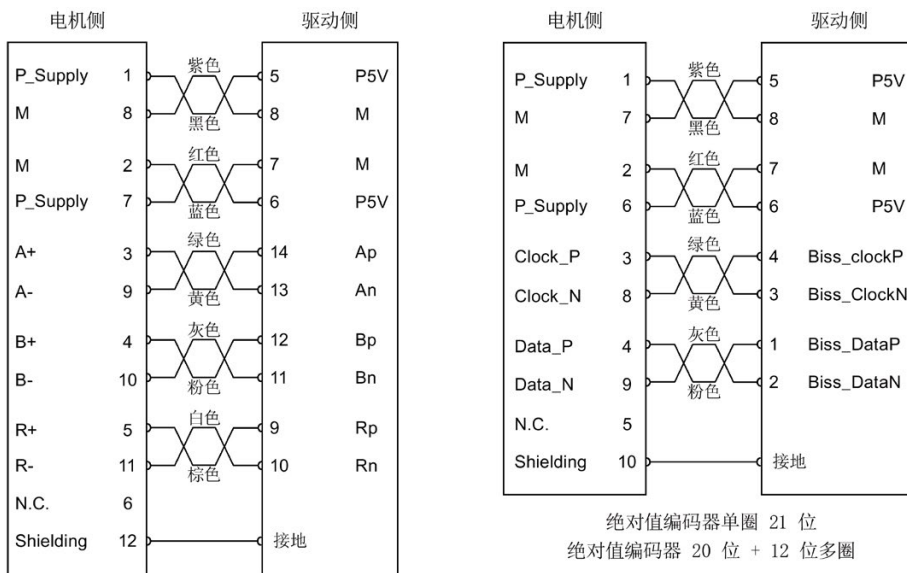 电机侧 驱动侧
P_Supply 1 紫色 5 P5V
M 8 黑色 8 M
M 2 红色 7 M
P_Supply 7 蓝色 6 P5V
A+ 3 绿色 14 Ap
A- 9 黄色 13 An
B+ 4 灰色 12 Bp
B- 10 粉色 11 Bn
R+ 5 白色 9 Rp
R- 11 棕色 10 Rn
N.C. 6
Shielding 12 接地
电机侧 驱动侧
P_Supply 1 紫色 5 P5V
M 7 黑色 8 M
M 2 红色 7 M
P_Supply 6 蓝色 6 P5V
Clock_P 3 绿色 4 Biss_clockP
Clock_N 8 黄色 3 Biss_ClockN
Data_P 4 灰色 1 Biss_DataP
Data_N 9 粉色 2 Biss_DataN
N.C. 5
Shielding 10 接地
绝对值编码器单圈 21 位
绝对值编码器 20 位 + 12 位多圈